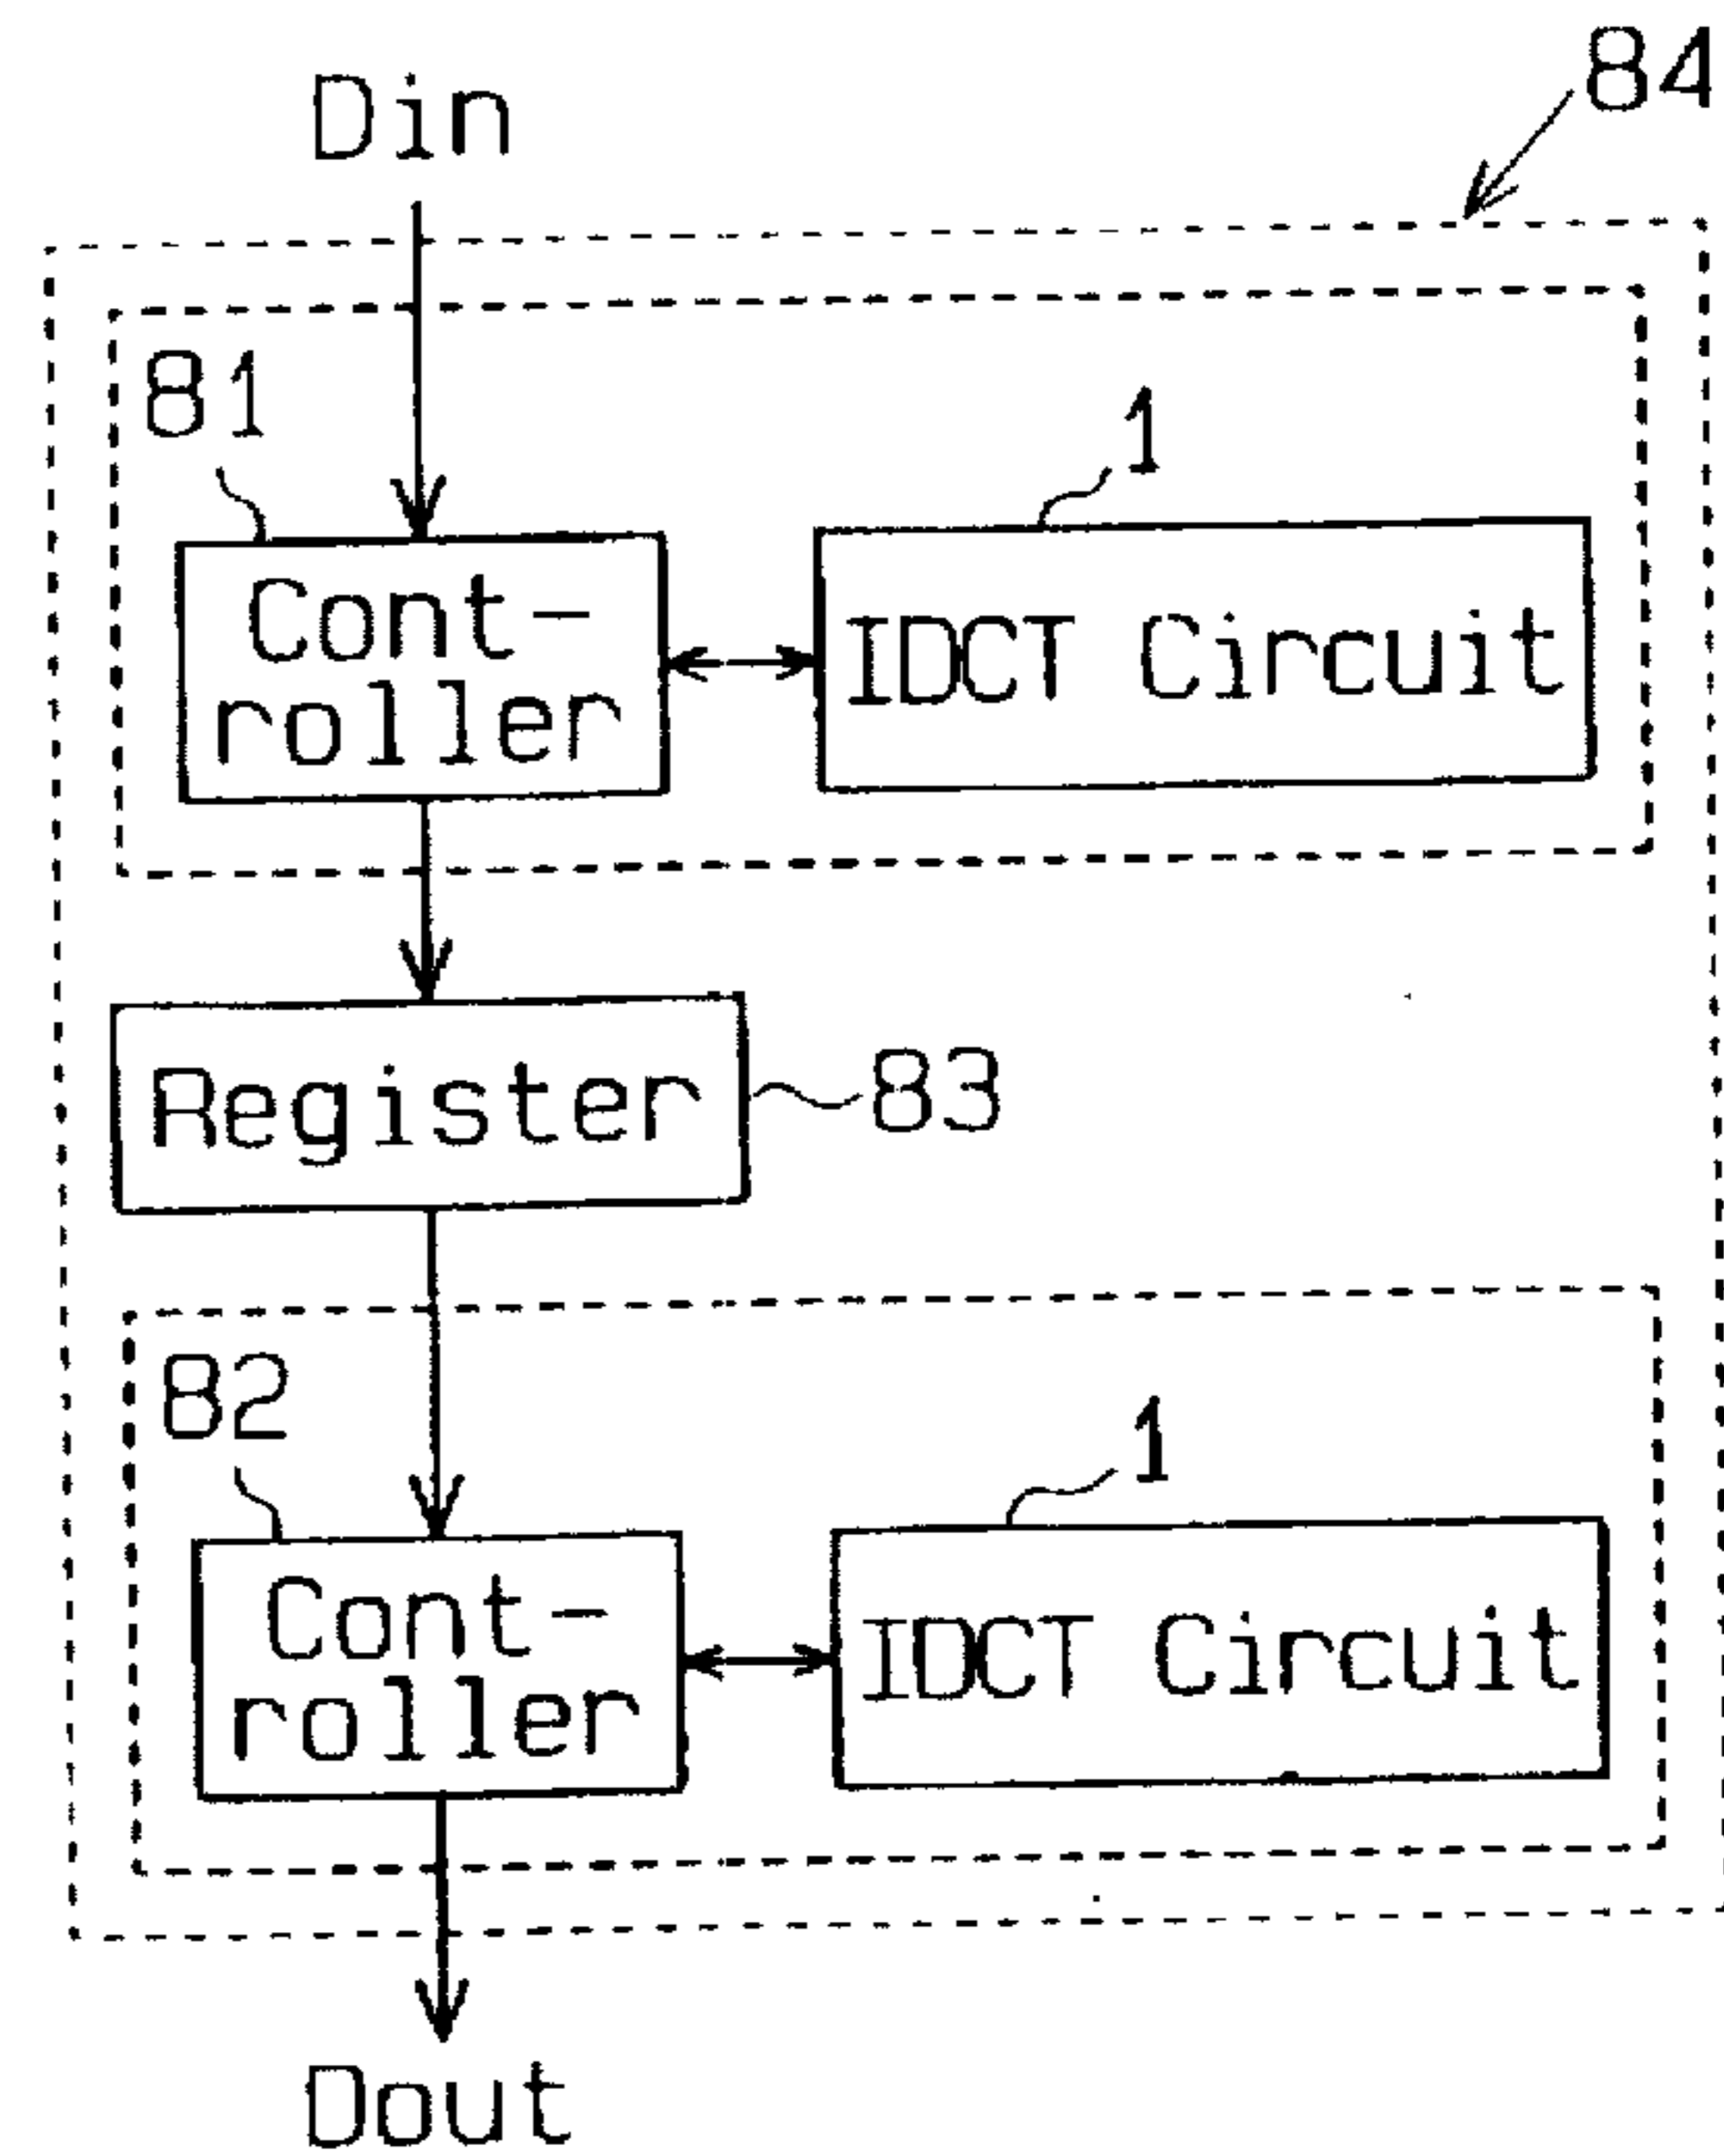 84
Din
81
1
Cont-
roller
IDCT Circuit
Register
83
82
1
Cont-
roller
IDCT Circuit
Dout